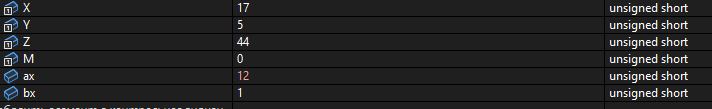 X 17 unsigned short
Y 5 unsigned short
Z 44 unsigned short
M 0 unsigned short
ax 12 unsigned short
bx 1 unsigned short